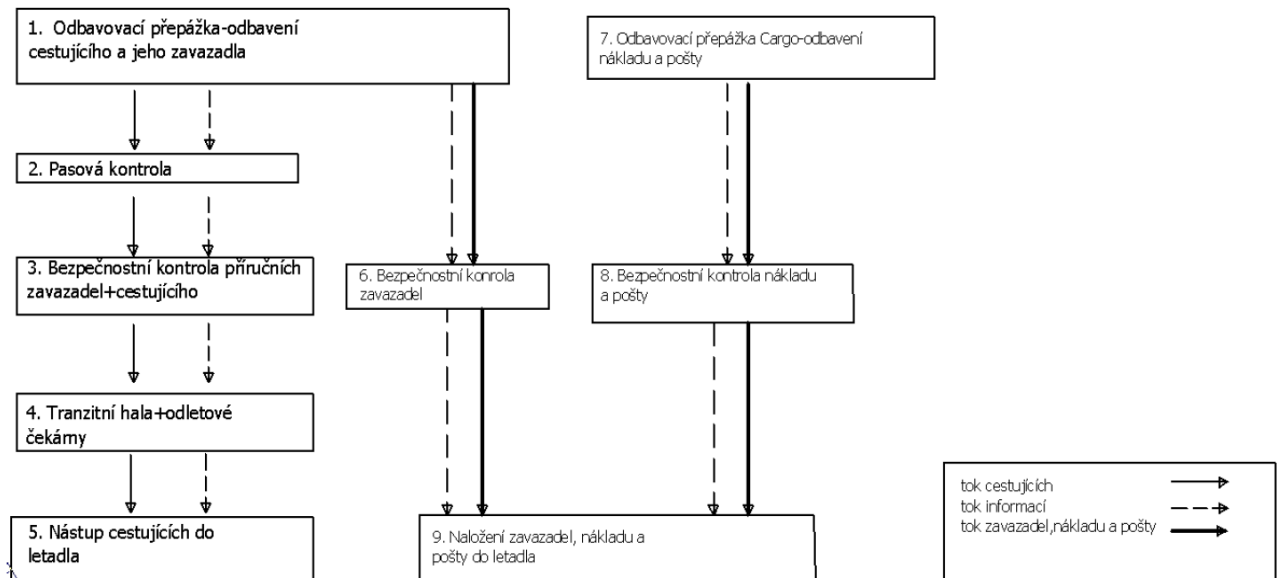 1. Odbavovací přepážka-odbavení
cestujícího a jeho zavazadla
7. Odbavovací přepážka Cargo-odbavení
nákladu a pošty
2. Pasová kontrola
3. Bezpečnostní kontrola příručních
zavazadel+cestujícího
6. Bezpečnostní konrola
zavazadel
8. Bezpečnostní kontrola nákladu
a pošty
4. Tranzitní hala+odletové
čekárny
5. Nástup cestujících do
letadla
9. Naložení zavazadel, nákladu a
pošty do letadla
tok cestujících
tok informací
tok zavazadel,nákladu a pošty